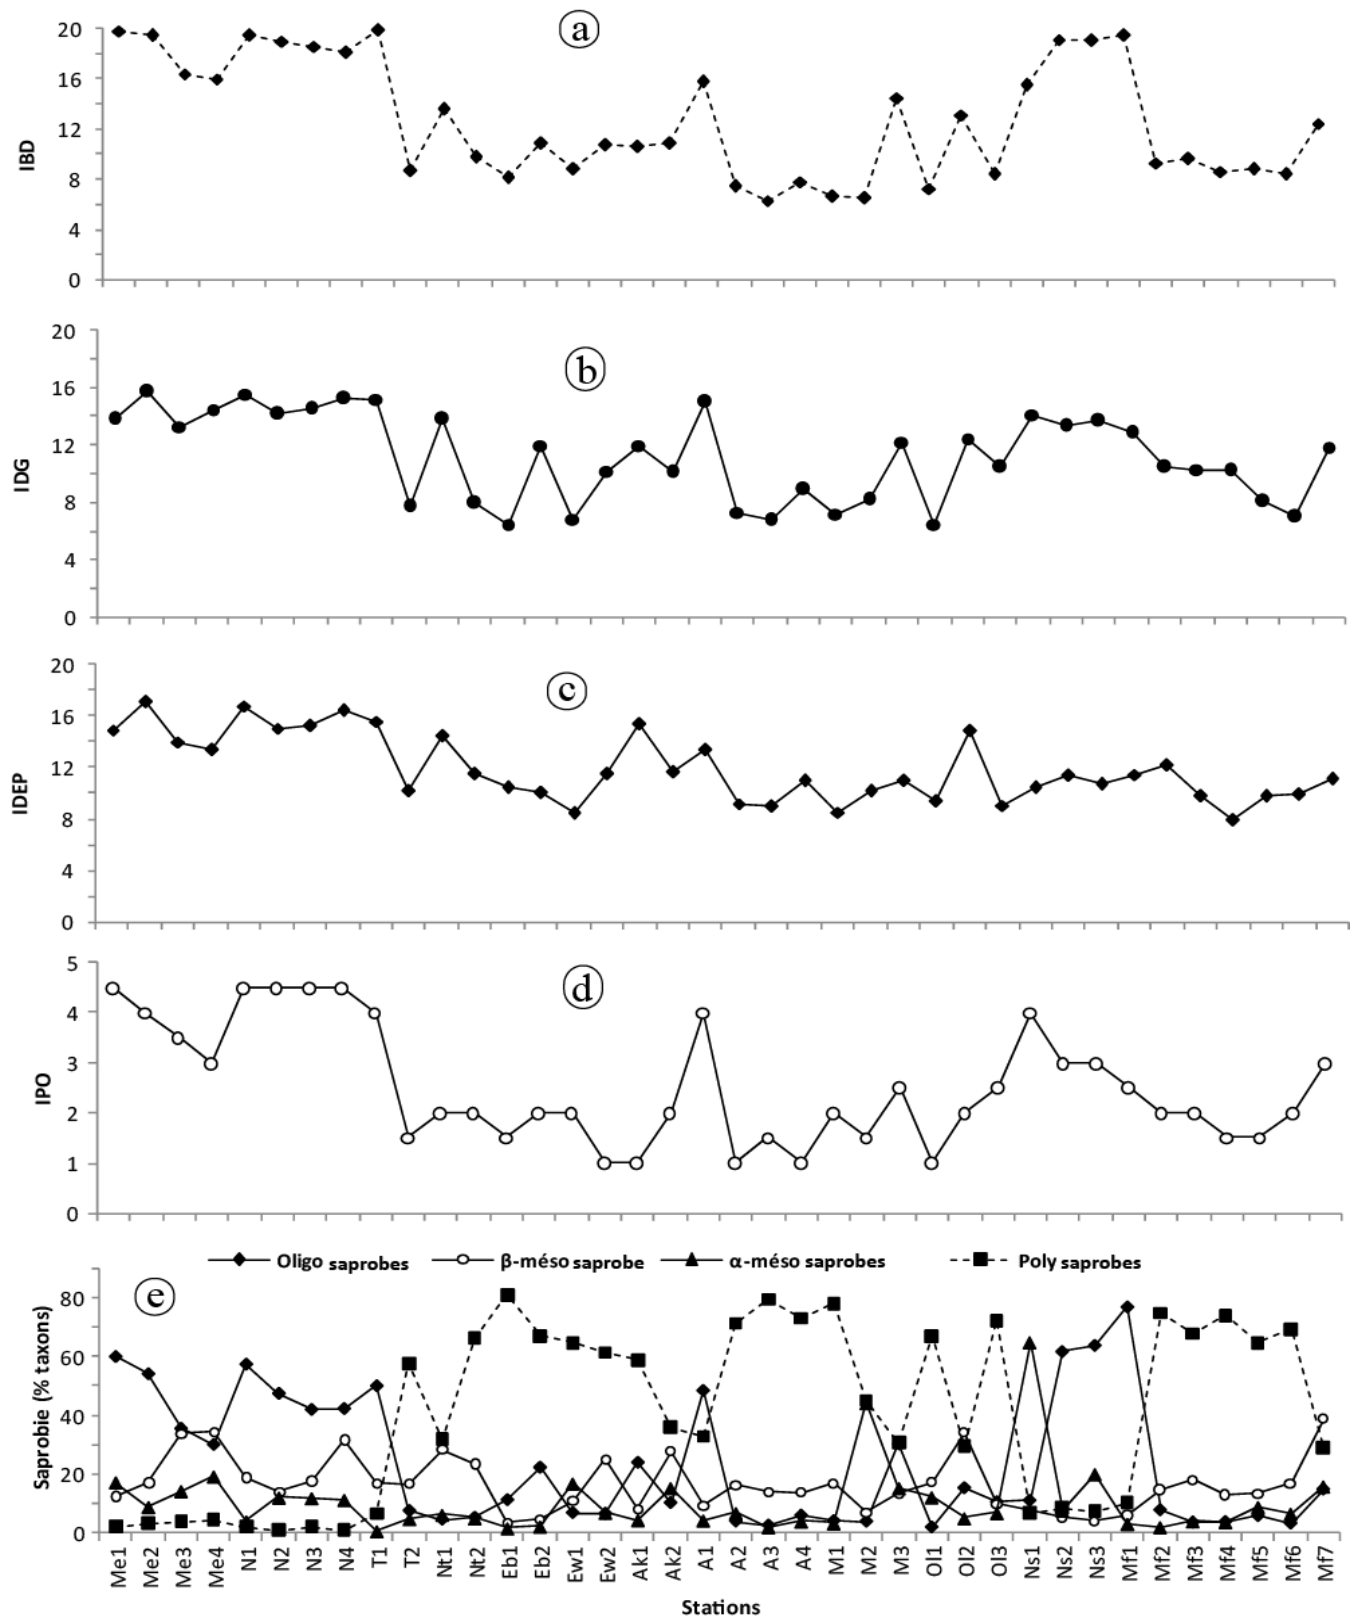 a
20
16
12
8
4
0
IBD
b
20
16
12
8
4
0
IDG
c
20
16
12
8
4
0
IDEP
d
5
4
3
2
1
0
IPO
Oligo saprobes β-méso saprobe α-méso saprobes Poly saprobes
e
80
60
40
20
0
Saprobie (% taxons)
Me1 Me2 Me3 Me4 N1 N2 N3 N4 T1 T2 Nt1 Nt2 Eb1 Eb2 Ew1 Ew2 Ak1 Ak2 A1 A2 A3 A4 M1 M2 M3 Ol1 Ol2 Ol3 Ns1 Ns2 Ns3 Mf1 Mf2 Mf3 Mf4 Mf5 Mf6 Mf7
Stations